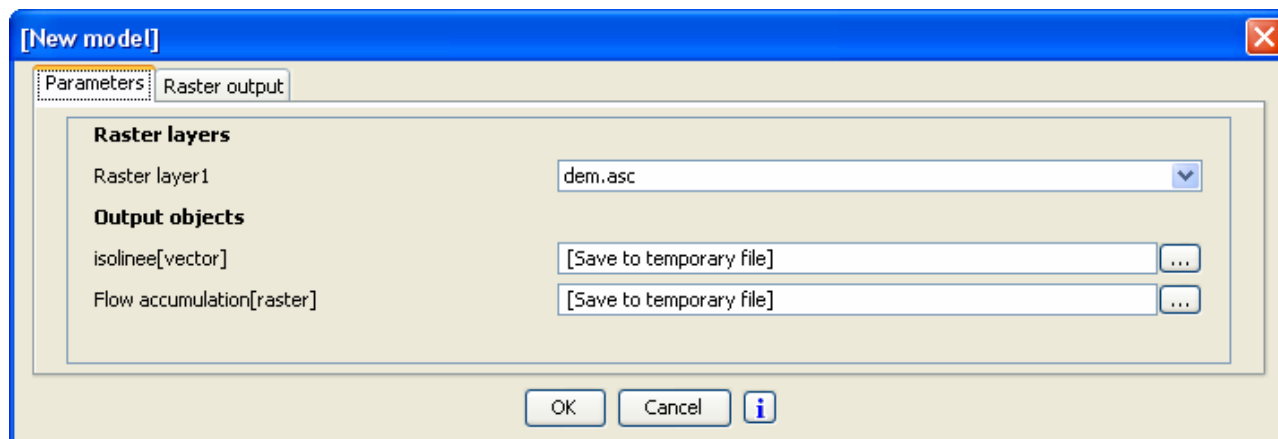 [New model]
Parameters Raster output
Raster layers
Raster layer1 dem.asc
Output objects
isolinee[vector] [Save to temporary file] ...
Flow accumulation[raster] [Save to temporary file] ...
OK Cancel i